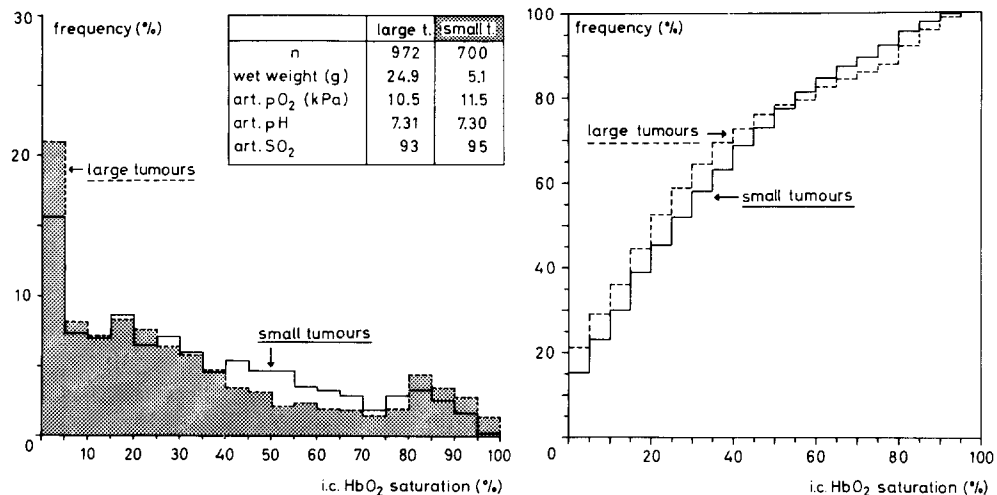 30
frequency (%)
large t. small t.
n 972 700
wet weight (g) 24.9 5.1
art. pO2 (kPa) 10.5 11.5
art. pH 7.31 7.30
art. SO2 93 95
20
large tumours
10
small tumours
0
10 20 30 40 50 60 70 80 90 100
i.c. HbO2 saturation (%)
100
frequency (%)
80
large tumours
60
small tumours
40
20
0
20 40 60 80 100
i.c. HbO2 saturation (%)